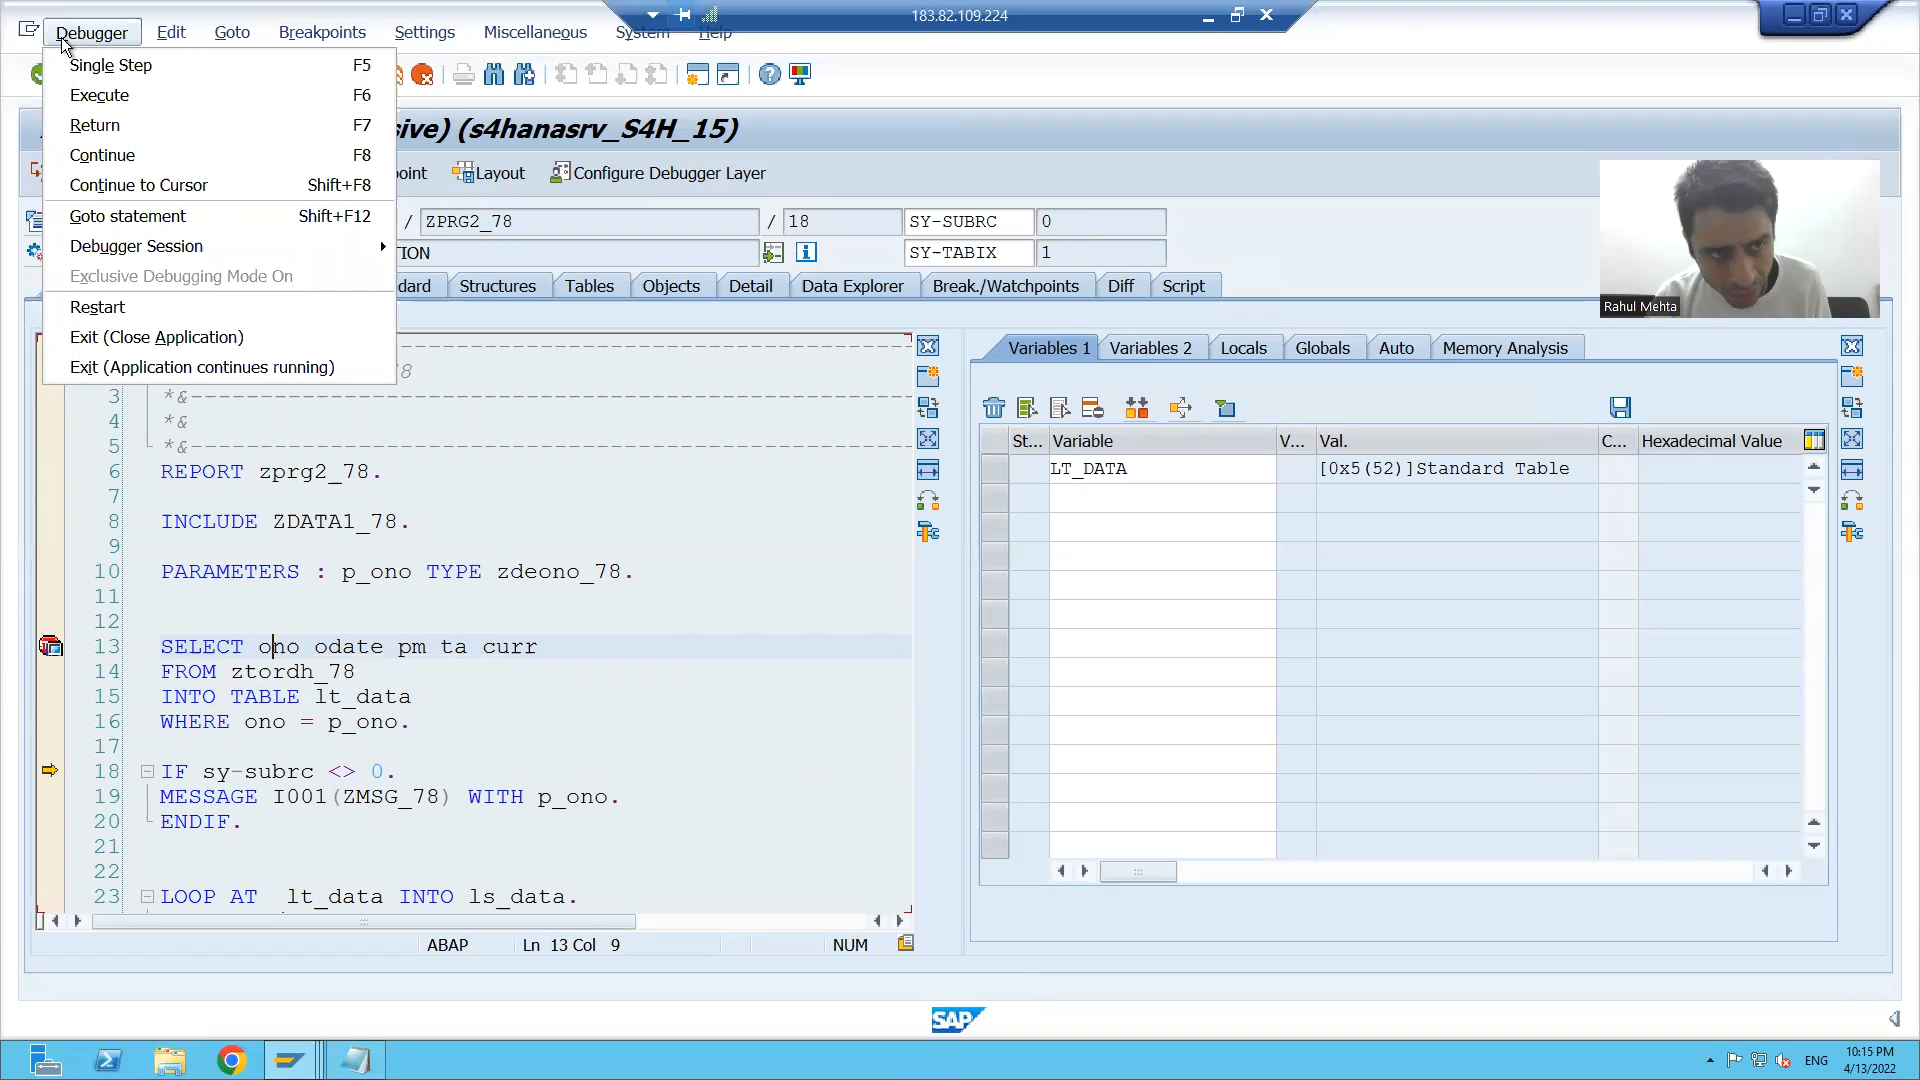 183.82.109.224
Debugger Edit Goto Breakpoints Settings Miscellaneous System Help
Single Step F5
Execute F6
Return F7
Continue F8
Continue to Cursor Shift+F8
Goto statement Shift+F12
Debugger Session
Exclusive Debugging Mode On
Restart
Exit (Close Application)
Exit (Application continues running)
sive) (s4hanasrv_S4H_15)
oint Layout Configure Debugger Layer
/ ZPRG2_78 / 18 SY-SUBRC 0
TION SY-TABIX 1
dard Structures Tables Objects Detail Data Explorer Break./Watchpoints Diff Script
Rahul Mehta
Variables 1 Variables 2 Locals Globals Auto Memory Analysis
St... Variable V... Val. C... Hexadecimal Value
LT_DATA [0x5(52)]Standard Table
8
3 *&---------------------------------------------------------------------
4 *&
5 *&---------------------------------------------------------------------
6 REPORT zprg2_78.
7
8 INCLUDE ZDATA1_78.
9
10 PARAMETERS : p_ono TYPE zdeono_78.
11
12
13 SELECT ono odate pm ta curr
14 FROM ztordh_78
15 INTO TABLE lt_data
16 WHERE ono = p_ono.
17
18 IF sy-subrc <> 0.
19 MESSAGE I001(ZMSG_78) WITH p_ono.
20 ENDIF.
21
22
23 LOOP AT lt_data INTO ls_data.
ABAP Ln 13 Col 9 NUM
SAP
ENG
10:15 PM
4/13/2022